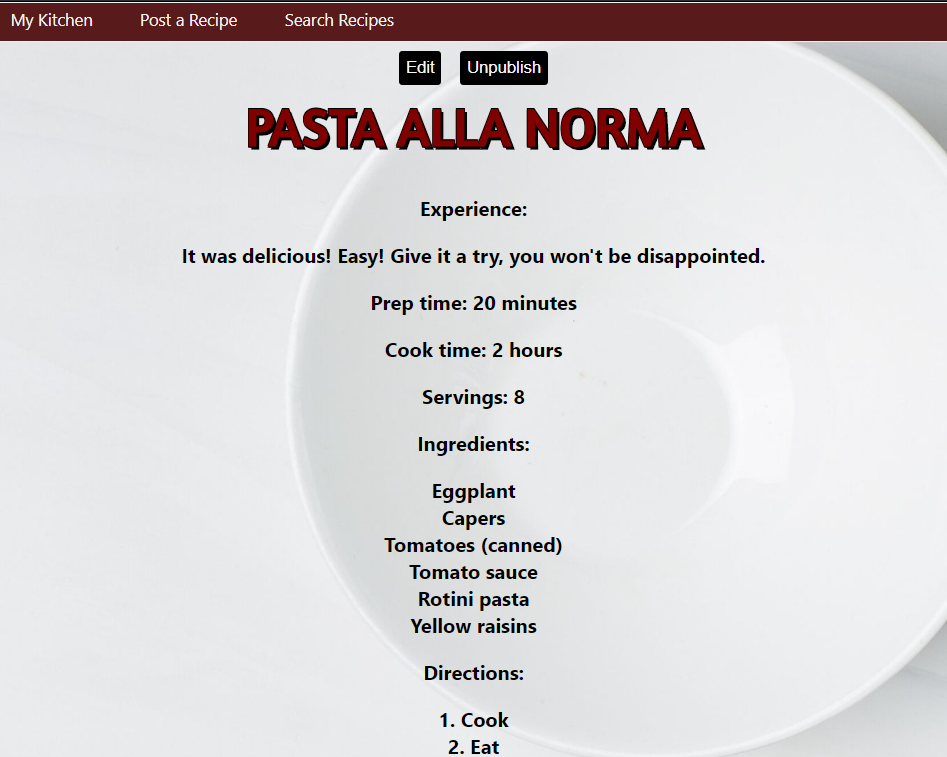 My Kitchen Post a Recipe Search Recipes
Edit Unpublish
PASTA ALLA NORMA
Experience:
It was delicious! Easy! Give it a try, you won't be disappointed.
Prep time: 20 minutes
Cook time: 2 hours
Servings: 8
Ingredients:
Eggplant
Capers
Tomatoes (canned)
Tomato sauce
Rotini pasta
Yellow raisins
Directions:
1. Cook
2. Eat